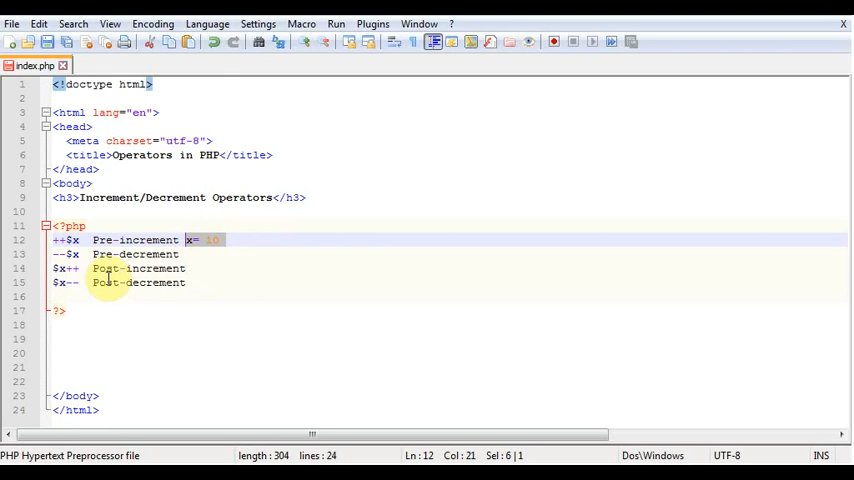 File Edit Search View Encoding Language Settings Macro Run Plugins Window ? X
index.php
1 <!doctype html>
2
3 <html lang="en">
4 <head>
5 <meta charset="utf-8">
6 <title>Operators in PHP</title>
7 </head>
8 <body>
9 <h3>Increment/Decrement Operators</h3>
10
11 <?php
12 ++$x Pre-increment x= 10
13 --$x Pre-decrement
14 $x++ Post-increment
15 $x-- Post-decrement
16
17 ?>
18
19
20
21
22
23 </body>
24 </html>
PHP Hypertext Preprocessor file length : 304 lines : 24 Ln : 12 Col : 21 Sel : 6 | 1 Dos\Windows UTF-8 INS